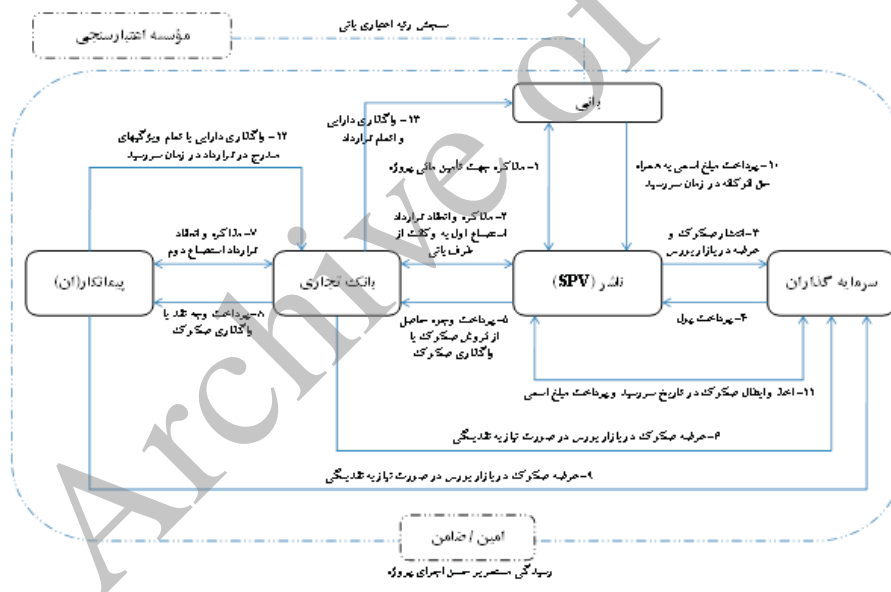 سنجش رتبه اعتباری بانی
مؤسسه اعتبارسنجی
بانی
۱۳- واگذاری دارایی
و اتمام قرارداد
۱۲- واگذاری دارایی با تمام ویژگیهای
مندرج در قرارداد در زمان سررسید
۱- مذاکره جهت تأمین مالی پروژه
۱۰- پرداخت مبلغ اسمی به همراه
در زمان سررسید
۲- مذاکره و انعقاد قرارداد
استصناع اول به وکالت از
طرف بانی
۳- انتشار صکوک و
عرضه در بازار بورس
۷- مذاکره و انعقاد
قرارداد استصناع دوم
سرمایه گذاران
ناشر (SPV)
بانک تجاری
پیمانکار(ان)
۴- پرداخت پول
۵- پرداخت وجوه حاصل
از فروش صکوک یا
واگذاری صکوک
۸- پرداخت وجه نقد یا
واگذاری صکوک
۱۱- اخذ و ابطال صکوک در تاریخ سررسید و پرداخت مبلغ اسمی
۶- عرضه صکوک در بازار بورس در صورت نیاز به نقدینگی
۹- عرضه صکوک در بازار بورس در صورت نیاز به نقدینگی
امین / ضامن
رسیدگی مستمر بر حسن اجرای پروژه
Archive of